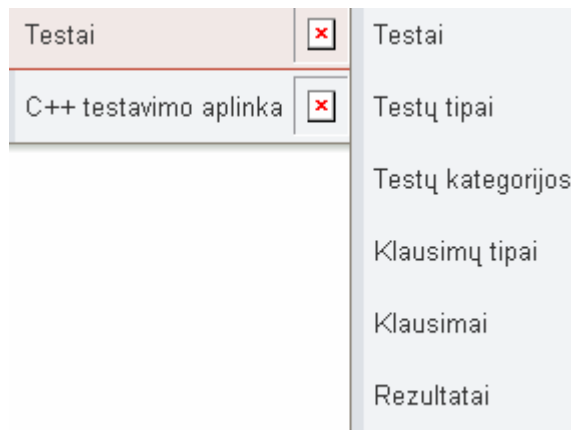 Testai
C++ testavimo aplinka
Testai
Testų tipai
Testų kategorijos
Klausimų tipai
Klausimai
Rezultatai